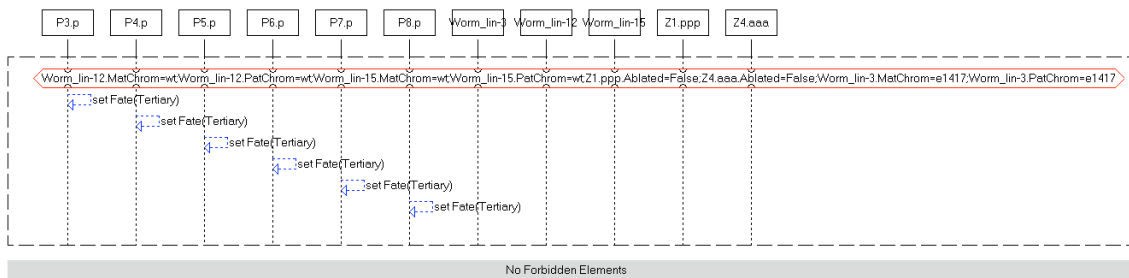 P3.p P4.p P5.p P6.p P7.p P8.p Worm_lin-3 Worm_lin-12 Worm_lin-15 Z1.ppp Z4.aaa
Worm_lin-12.MatChrom=wt;Worm_lin-12.PatChrom=wt;Worm_lin-15.MatChrom=wt;Worm_lin-15.PatChrom=wt;Z1.ppp.Ablated=False;Z4.aaa.Ablated=False;Worm_lin-3.MatChrom=e1417;Worm_lin-3.PatChrom=e1417
set Fate(Tertiary)
set Fate(Tertiary)
set Fate(Tertiary)
set Fate(Tertiary)
set Fate(Tertiary)
set Fate(Tertiary)
No Forbidden Elements